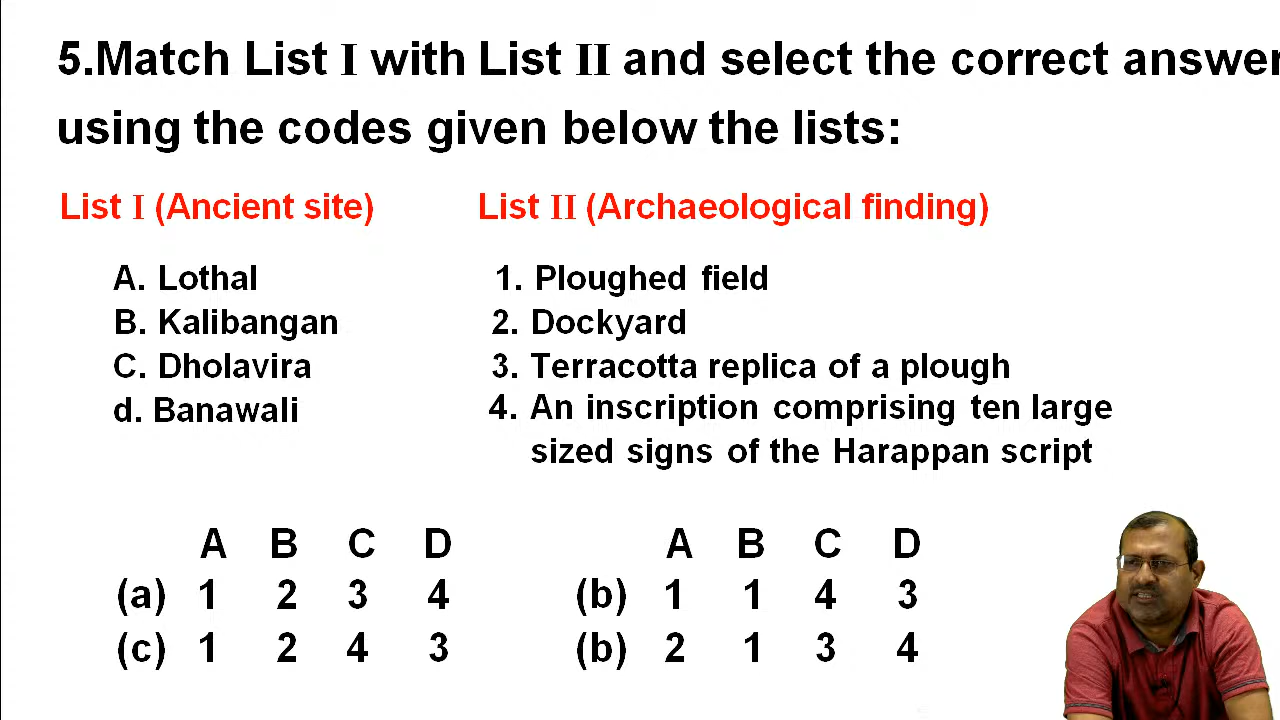 5.Match List I with List II and select the correct answer
using the codes given below the lists:
List I (Ancient site) List II (Archaeological finding)
A. Lothal 1. Ploughed field
B. Kalibangan 2. Dockyard
C. Dholavira 3. Terracotta replica of a plough
d. Banawali 4. An inscription comprising ten large
sized signs of the Harappan script
A B C D A B C D
(a) 1 2 3 4 (b) 1 1 4 3
(c) 1 2 4 3 (b) 2 1 3 4